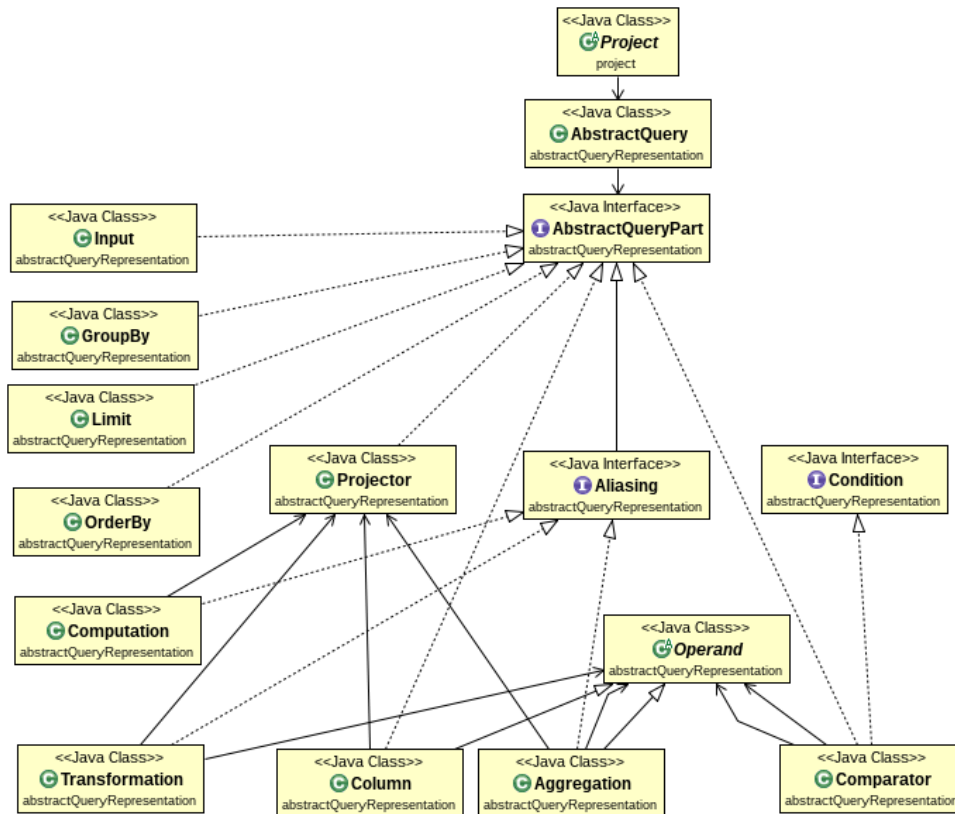 <<Java Class>>
Project
project
<<Java Class>>
AbstractQuery
abstractQueryRepresentation
<<Java Interface>>
AbstractQueryPart
abstractQueryRepresentation
<<Java Class>>
Input
abstractQueryRepresentation
<<Java Class>>
GroupBy
abstractQueryRepresentation
<<Java Class>>
Limit
abstractQueryRepresentation
<<Java Class>>
Projector
abstractQueryRepresentation
<<Java Interface>>
Aliasing
abstractQueryRepresentation
<<Java Interface>>
Condition
abstractQueryRepresentation
<<Java Class>>
OrderBy
abstractQueryRepresentation
<<Java Class>>
Computation
abstractQueryRepresentation
<<Java Class>>
Operand
abstractQueryRepresentation
<<Java Class>>
Transformation
abstractQueryRepresentation
<<Java Class>>
Column
abstractQueryRepresentation
<<Java Class>>
Aggregation
abstractQueryRepresentation
<<Java Class>>
Comparator
abstractQueryRepresentation